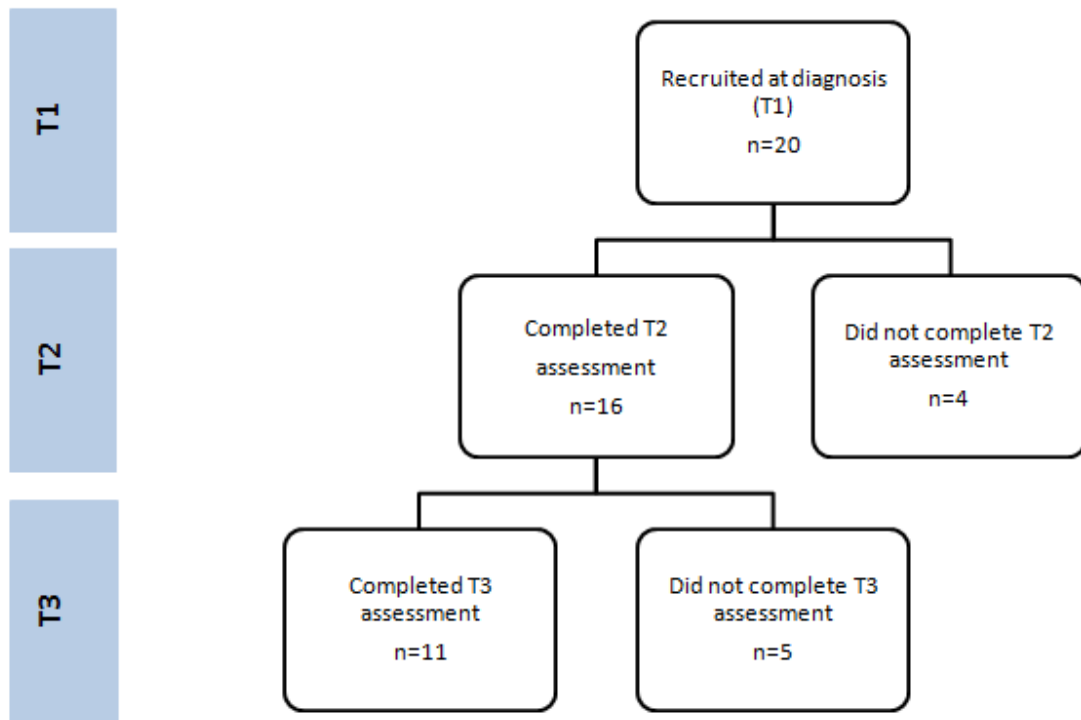 T1
Recruited at diagnosis
(T1)
n=20
T2
Completed T2
assessment
n=16
Did not complete T2
assessment
n=4
T3
Completed T3
assessment
n=11
Did not complete T3
assessment
n=5